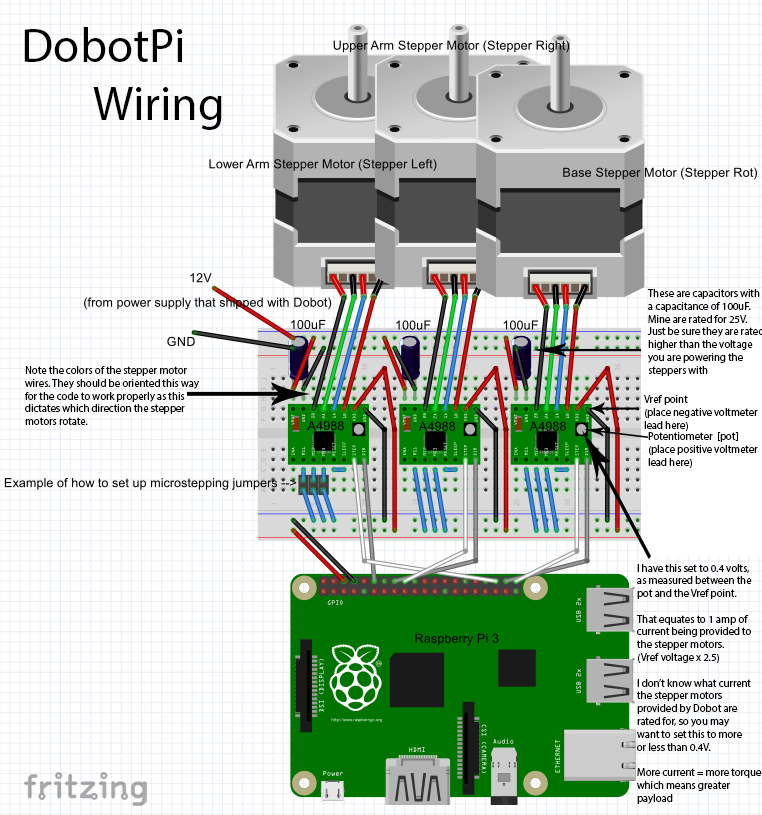 DobotPi
Wiring
Upper Arm Stepper Motor (Stepper Right)
Lower Arm Stepper Motor (Stepper Left)
Base Stepper Motor (Stepper Rot)
12V
(from power supply that shipped with Dobot)
GND
100uF
100uF
100uF
These are capacitors with
a capacitance of 100uF.
Mine are rated for 25V.
Just be sure they are rated
higher than the voltage
you are powering the
steppers with
Note the colors of the stepper motor
wires. They should be oriented this way
for the code to work properly as this
dictates which direction the stepper
motors rotate.
Vref point
(place negative voltmeter
lead here)
Potentiometer [pot]
(place positive voltmeter
lead here)
A4988
A4988
A4988
Example of how to set up microstepping jumpers -->
I have this set to 0.4 volts,
as measured between the
pot and the Vref point.
That equates to 1 amp of
current being provided to
the stepper motors.
(Vref voltage x 2.5)
I don't know what current
the stepper motors
provided by Dobot are
rated for, so you may
want to set this to more
or less than 0.4V.
More current = more torque
which means greater
payload
GPIO
Raspberry Pi 3
USB 2x
USB 2x
DSI (DISPLAY)
http://www.raspberrypi.org
CSI (CAMERA)
Audio
ETHERNET
HDMI
Power
fritzing